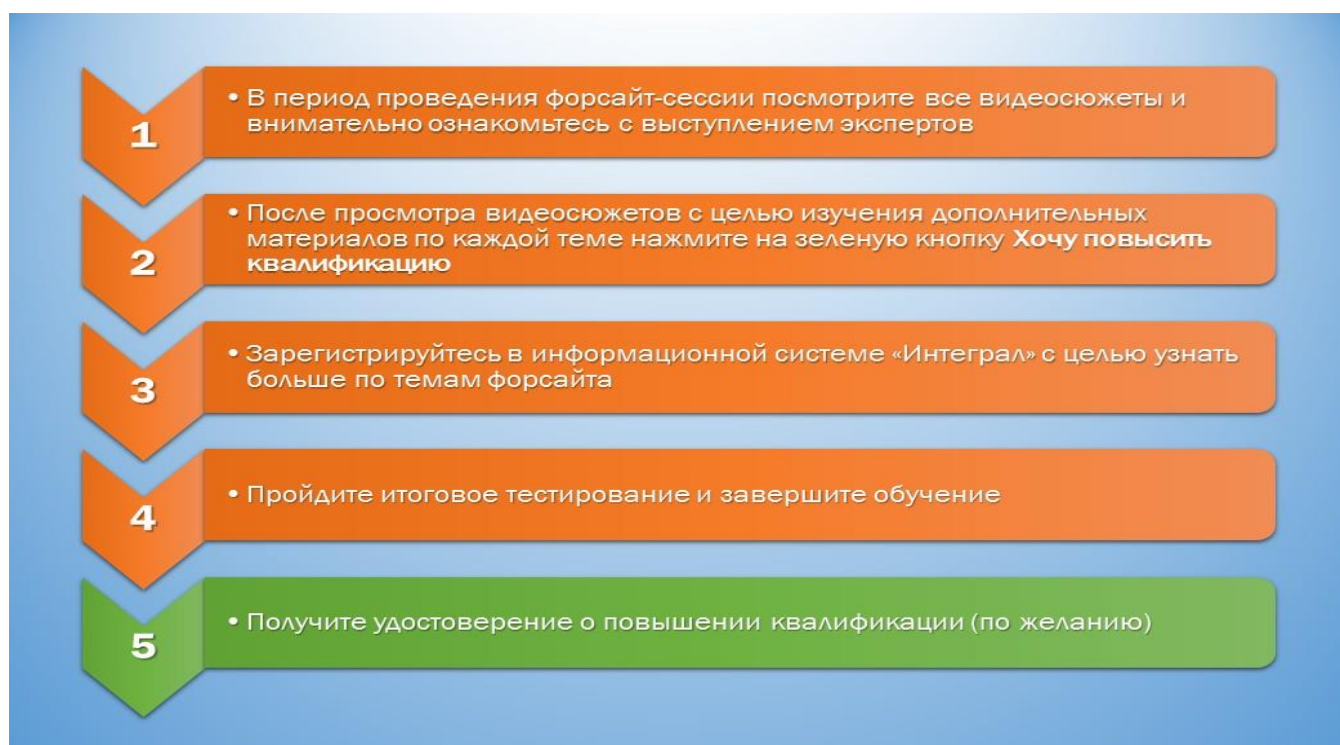 1
• В период проведения форсайт-сессии посмотрите все видеосюжеты и
внимательно ознакомьтесь с выступлением экспертов
2
• После просмотра видеосюжетов с целью изучения дополнительных
материалов по каждой теме нажмите на зеленую кнопку Хочу повысить
квалификацию
3
• Зарегистрируйтесь в информационной системе «Интеграл» с целью узнать
больше по темам форсайта
4
• Пройдите итоговое тестирование и завершите обучение
5
• Получите удостоверение о повышении квалификации (по желанию)